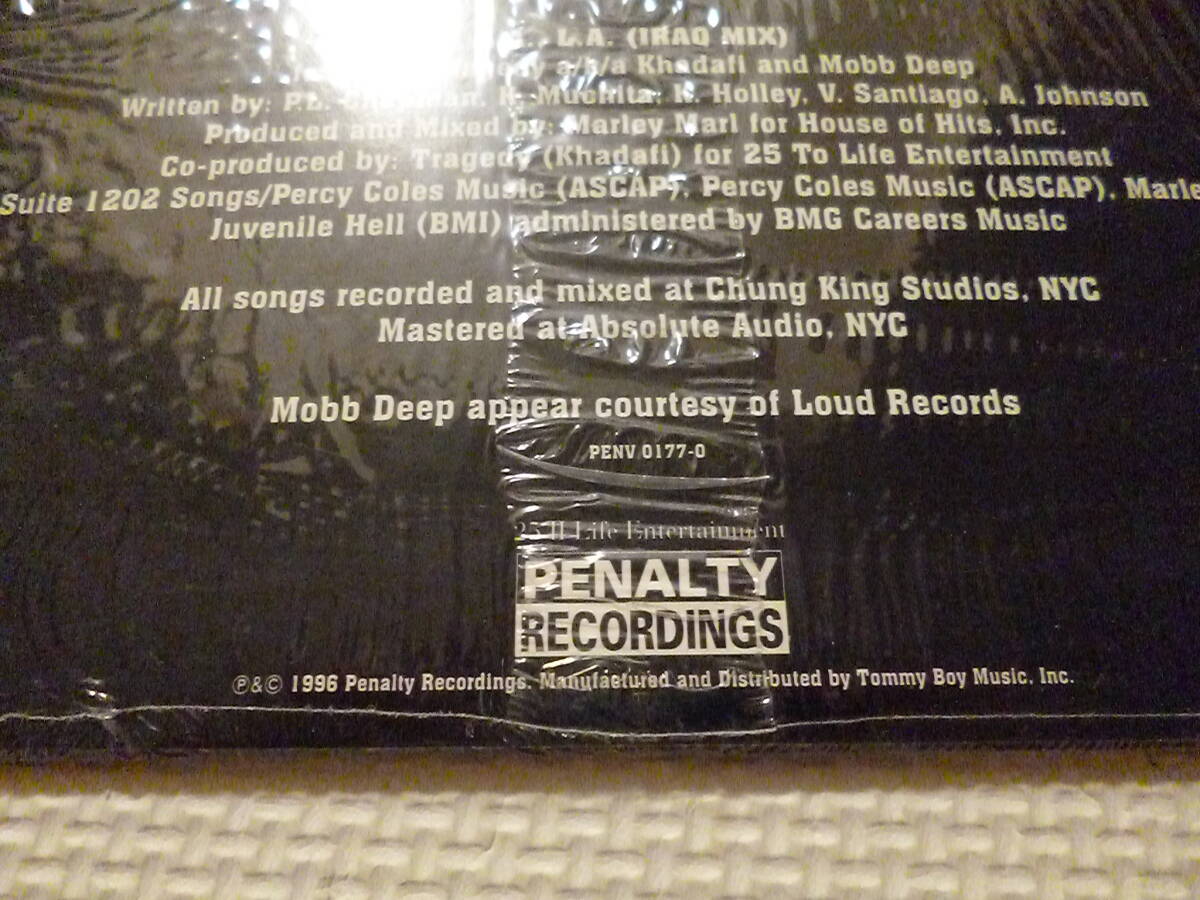 L.A. (IRAQ MIX)
a/k/a Khadafi and Mobb Deep
Written by: P.L. K. Muchita, K. Holley, V. Santiago, A. Johnson
Produced and Mixed by: Marley Marl for House of Hits, Inc.
Co-produced by: Tragedy (Khadafi) for 25 To Life Entertainment
Suite 1202 Songs/Percy Coles Music (ASCAP), Percy Coles Music (ASCAP), Marle
Juvenile Hell (BMI) administered by BMG Careers Music
All songs recorded and mixed at Chung King Studios, NYC
Mastered at Absolute Audio, NYC
Mobb Deep appear courtesy of Loud Records
PENV 0177-0
Life Entertainment
PENALTY
RECORDINGS
℗&© 1996 Penalty Recordings. Manufactured and Distributed by Tommy Boy Music, Inc.